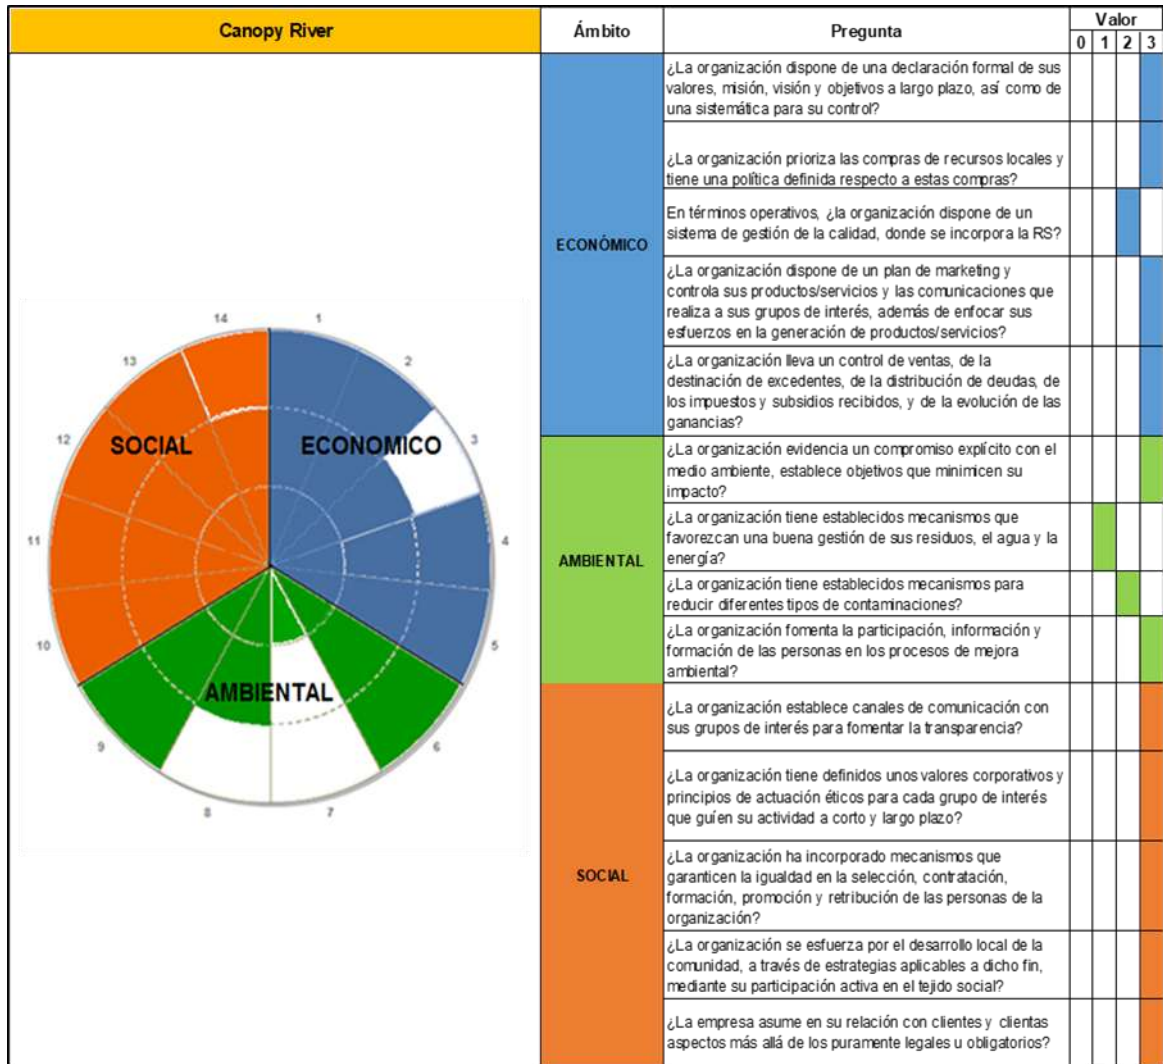 Canopy River
Ámbito
Pregunta
Valor
0 1 2 3
ECONÓMICO
¿La organización dispone de una declaración formal de sus
valores, misión, visión y objetivos a largo plazo, así como de
una sistemática para su control?
¿La organización prioriza las compras de recursos locales y
tiene una política definida respecto a estas compras?
En términos operativos, ¿la organización dispone de un
sistema de gestión de la calidad, donde se incorpora la RS?
¿La organización dispone de un plan de marketing y
controla sus productos/servicios y las comunicaciones que
realiza a sus grupos de interés, además de enfocar sus
esfuerzos en la generación de productos/servicios?
¿La organización lleva un control de ventas, de la
destinación de excedentes, de la distribución de deudas, de
los impuestos y subsidios recibidos, y de la evolución de las
ganancias?
AMBIENTAL
¿La organización evidencia un compromiso explícito con el
medio ambiente, establece objetivos que minimicen su
impacto?
¿La organización tiene establecidos mecanismos que
favorezcan una buena gestión de sus residuos, el agua y la
energía?
¿La organización tiene establecidos mecanismos para
reducir diferentes tipos de contaminaciones?
¿La organización fomenta la participación, información y
formación de las personas en los procesos de mejora
ambiental?
SOCIAL
¿La organización establece canales de comunicación con
sus grupos de interés para fomentar la transparencia?
¿La organización tiene definidos unos valores corporativos y
principios de actuación éticos para cada grupo de interés
que guíen su actividad a corto y largo plazo?
¿La organización ha incorporado mecanismos que
garanticen la igualdad en la selección, contratación,
formación, promoción y retribución de las personas de la
organización?
¿La organización se esfuerza por el desarrollo local de la
comunidad, a través de estrategias aplicables a dicho fin,
mediante su participación activa en el tejido social?
¿La empresa asume en su relación con clientes y clientas
aspectos más allá de los puramente legales u obligatorios?
SOCIAL
ECONOMICO
AMBIENTAL
1
2
3
4
5
6
7
8
9
10
11
12
13
14